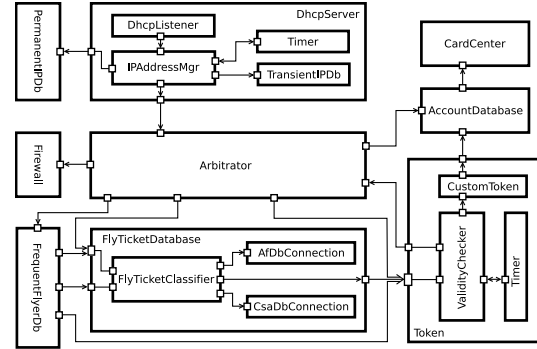 PermanentIPDb
DhcpServer
DhcpListener
IPAddressMgr
Timer
TransientIPDb
CardCenter
AccountDatabase
Firewall
Arbitrator
FrequentFlyerDb
FlyTicketDatabase
FlyTicketClassifier
AfDbConnection
CsaDbConnection
CustomToken
ValidityChecker
Timer
Token